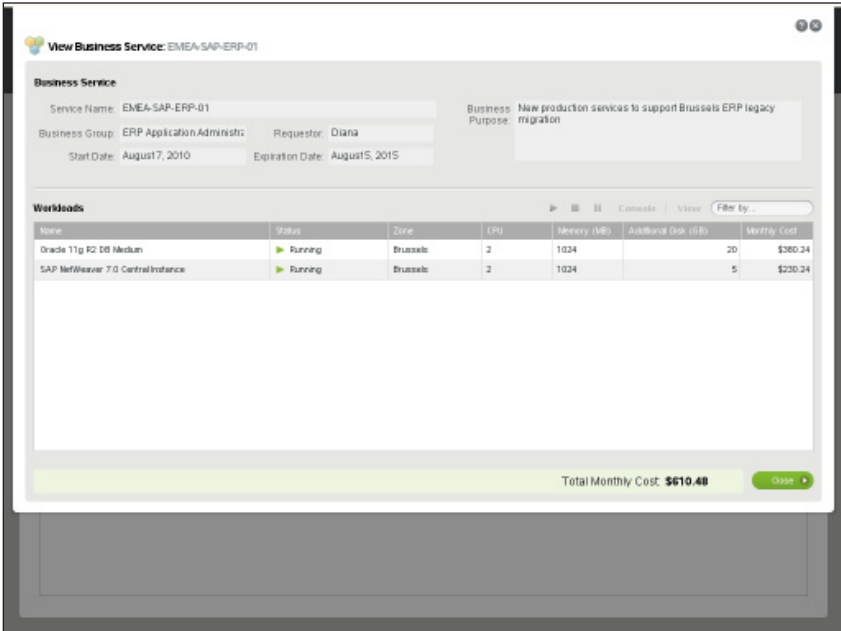 View Business Service: EMEA-SAP-ERP-01
Business Service
Service Name: EMEA-SAP-ERP-01
Business Purpose: New production services to support Brussels ERP legacy migration
Business Group: ERP Application Administra
Requestor: Diana
Start Date: August 7, 2010
Expiration Date: August 5, 2015
Workloads
Console View Filter by...
Name Status Zone CPU Memory (MB) Additional Disk (GB) Monthly Cost
Oracle 11g R2 DB Medium Running Brussels 2 1024 20 $380.24
SAP NetWeaver 7.0 Central Instance Running Brussels 2 1024 5 $230.24
Total Monthly Cost: $610.48
Close